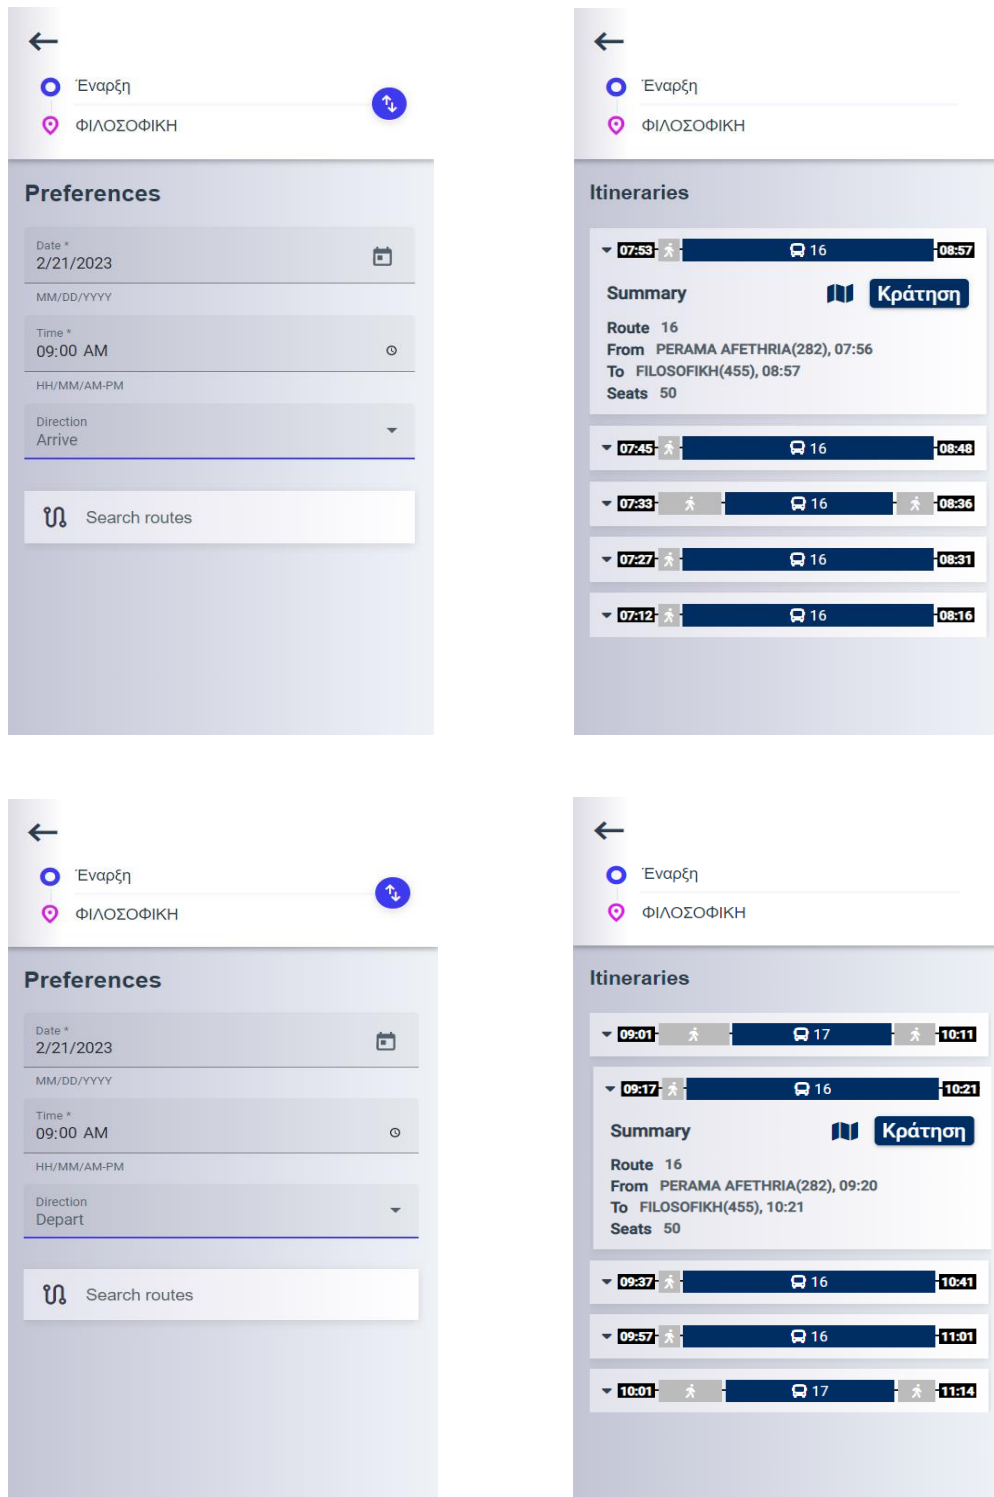 Έναρξη
ΦΙΛΟΣΟΦΙΚΗ
Preferences
Date *
2/21/2023
MM/DD/YYYY
Time *
09:00 AM
HH/MM/AM-PM
Direction
Arrive
Search routes
Έναρξη
ΦΙΛΟΣΟΦΙΚΗ
Itineraries
07:53 16 08:57
Summary Κράτηση
Route 16
From PERAMA AFETHRIA(282), 07:56
To FILOSOFIKH(455), 08:57
Seats 50
07:45 16 08:48
07:33 16 08:36
07:27 16 08:31
07:12 16 08:16
Έναρξη
ΦΙΛΟΣΟΦΙΚΗ
Preferences
Date *
2/21/2023
MM/DD/YYYY
Time *
09:00 AM
HH/MM/AM-PM
Direction
Depart
Search routes
Έναρξη
ΦΙΛΟΣΟΦΙΚΗ
Itineraries
09:01 17 10:11
09:17 16 10:21
Summary Κράτηση
Route 16
From PERAMA AFETHRIA(282), 09:20
To FILOSOFIKH(455), 10:21
Seats 50
09:37 16 10:41
09:57 16 11:01
10:01 17 11:14